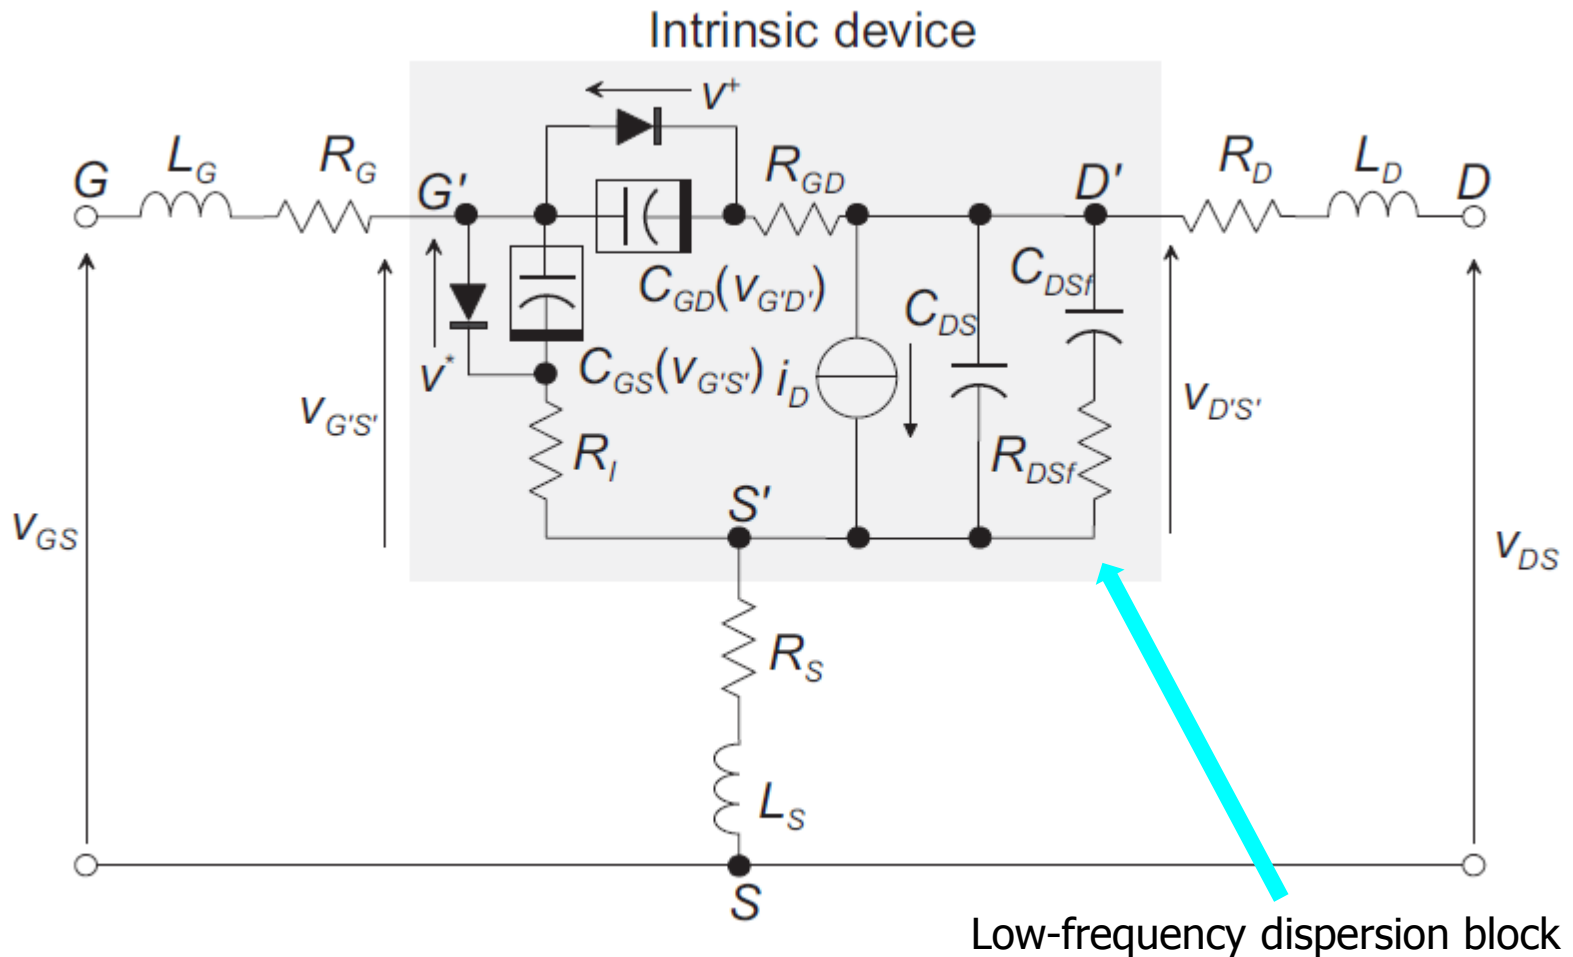 Intrinsic device
v⁺
G
L_G
R_G
G'
R_GD
D'
R_D
L_D
D
C_GD(v_G'D')
C_DSf
C_DS
v*
C_GS(v_G'S')
i_D
v_G'S'
v_D'S'
R_I
R_DSf
S'
v_GS
v_DS
R_S
L_S
S
Low-frequency dispersion block